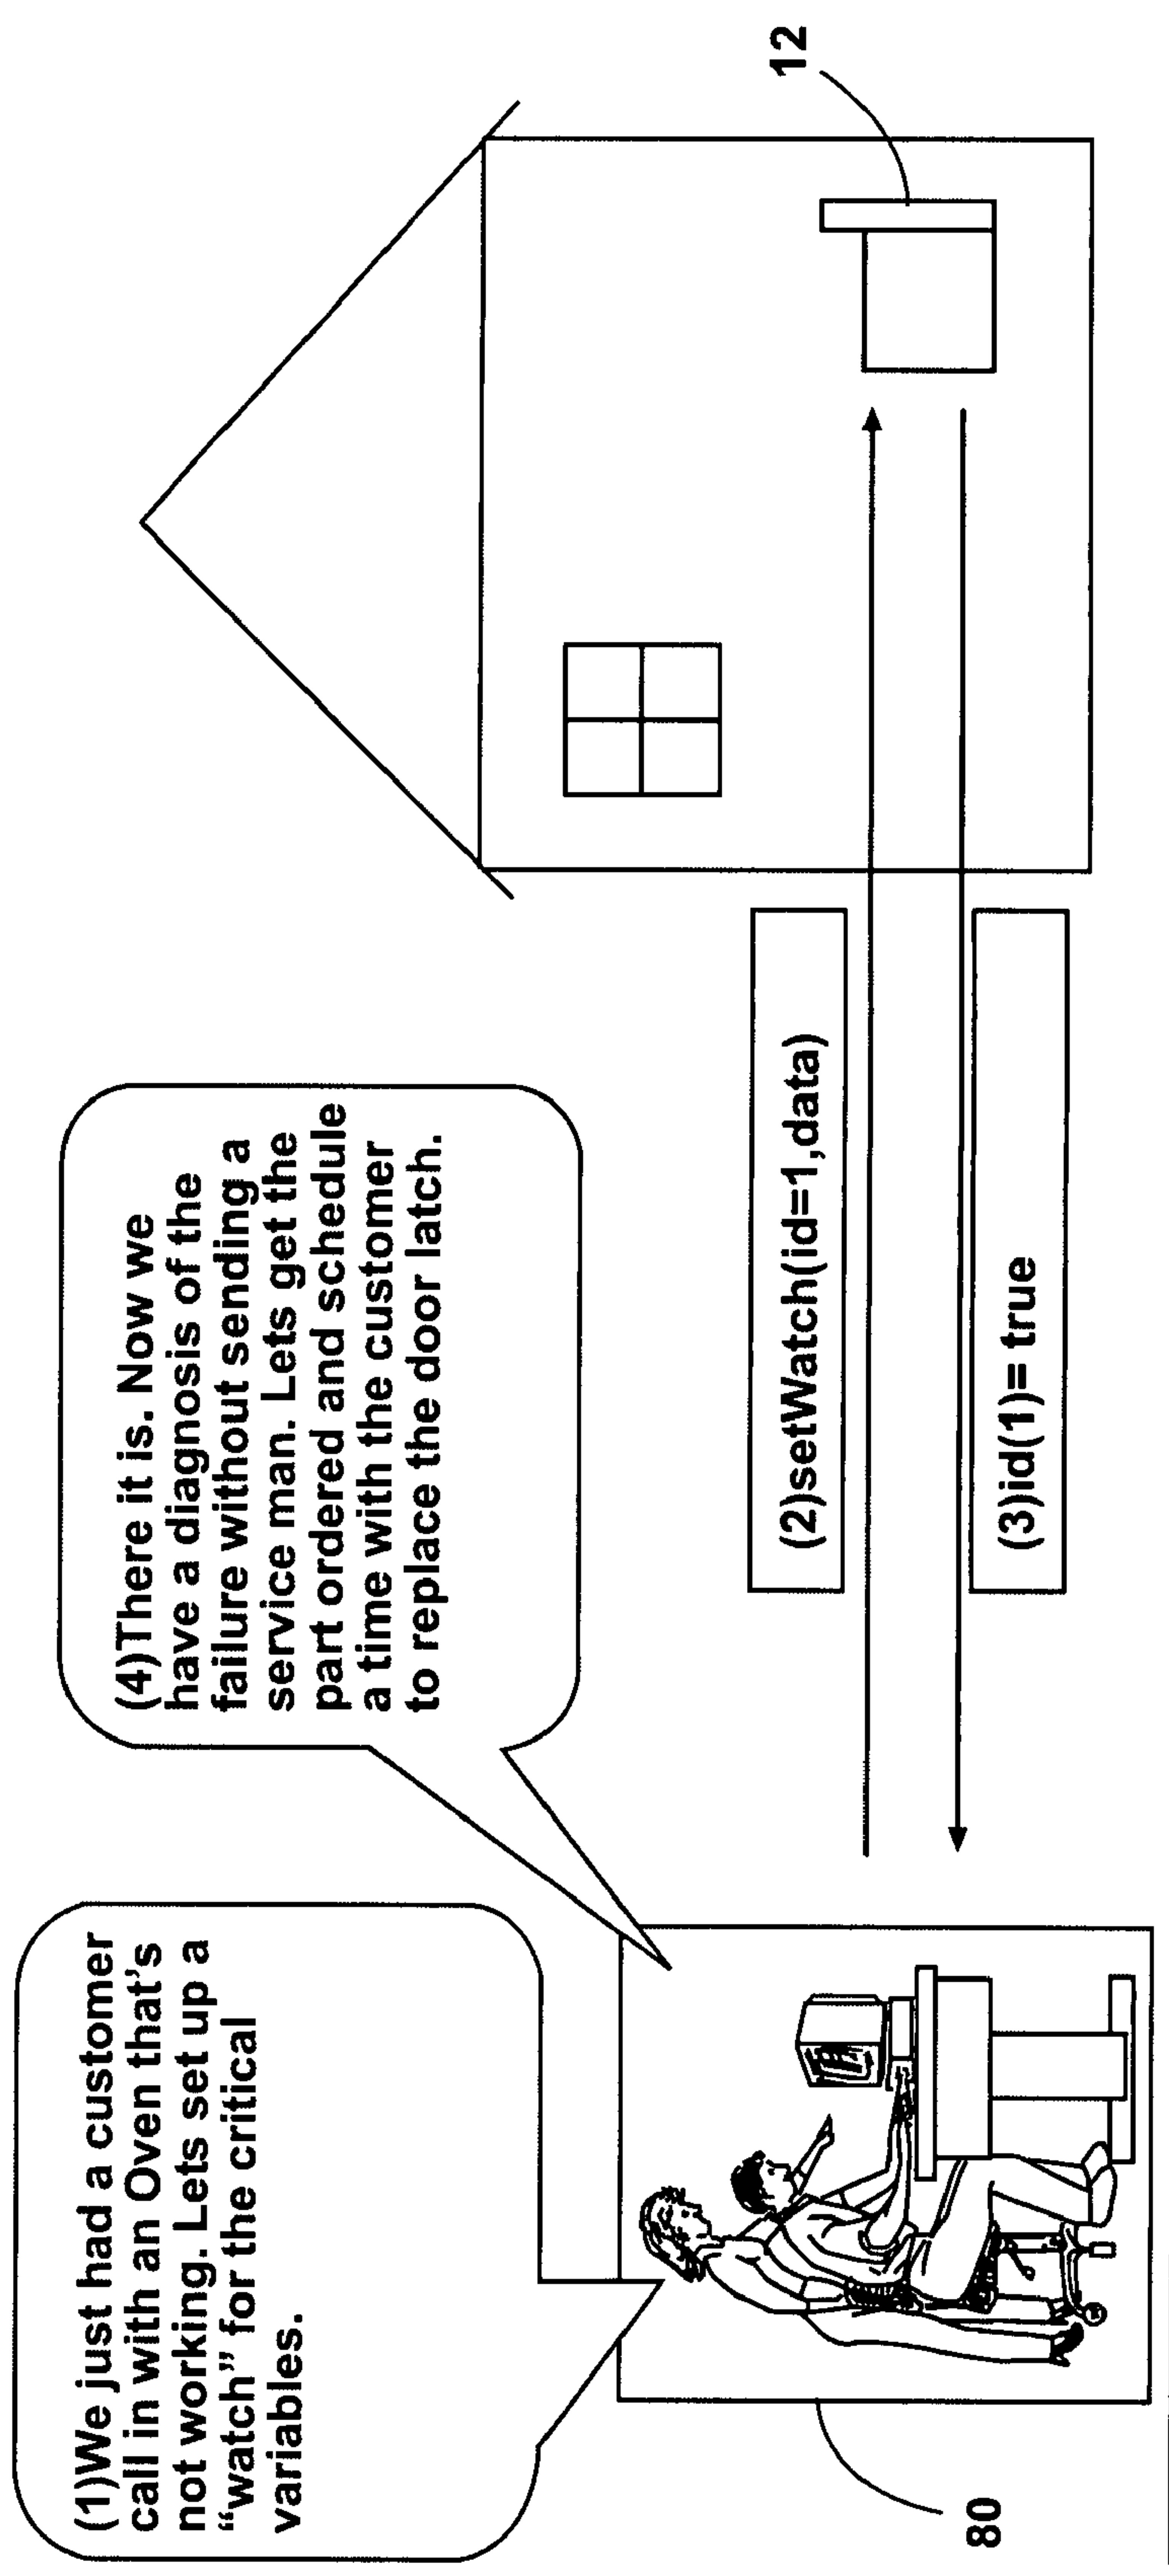 (1)We just had a customer
call in with an Oven that's
not working. Lets set up a
“watch” for the critical
variables.
(4)There it is. Now we
have a diagnosis of the
failure without sending a
service man. Lets get the
part ordered and schedule
a time with the customer
to replace the door latch.
(2)setWatch(id=1,data)
(3)id(1)= true
80
12